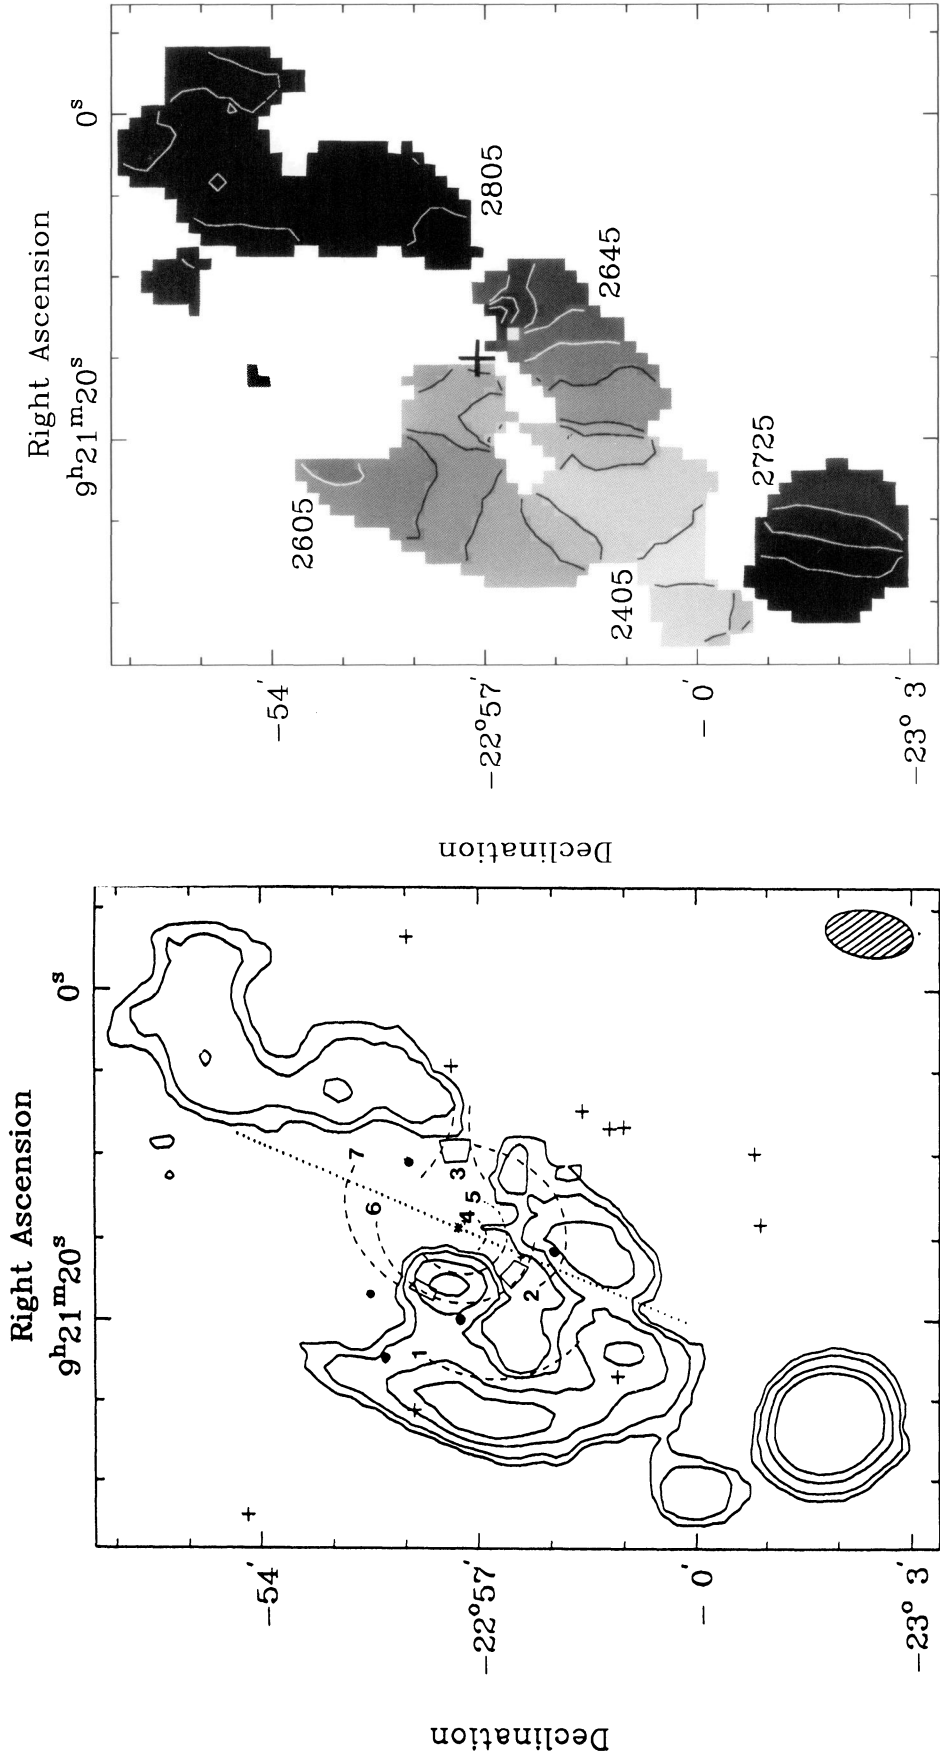 Right Ascension
9h21m20s
0s
2605
2805
2645
2405
2725
−54′
−22°57′
− 0′
−23° 3′
Declination
Right Ascension
9h21m20s
0s
1
2
3
4
5
6
7
−54′
−22°57′
− 0′
−23° 3′
Declination